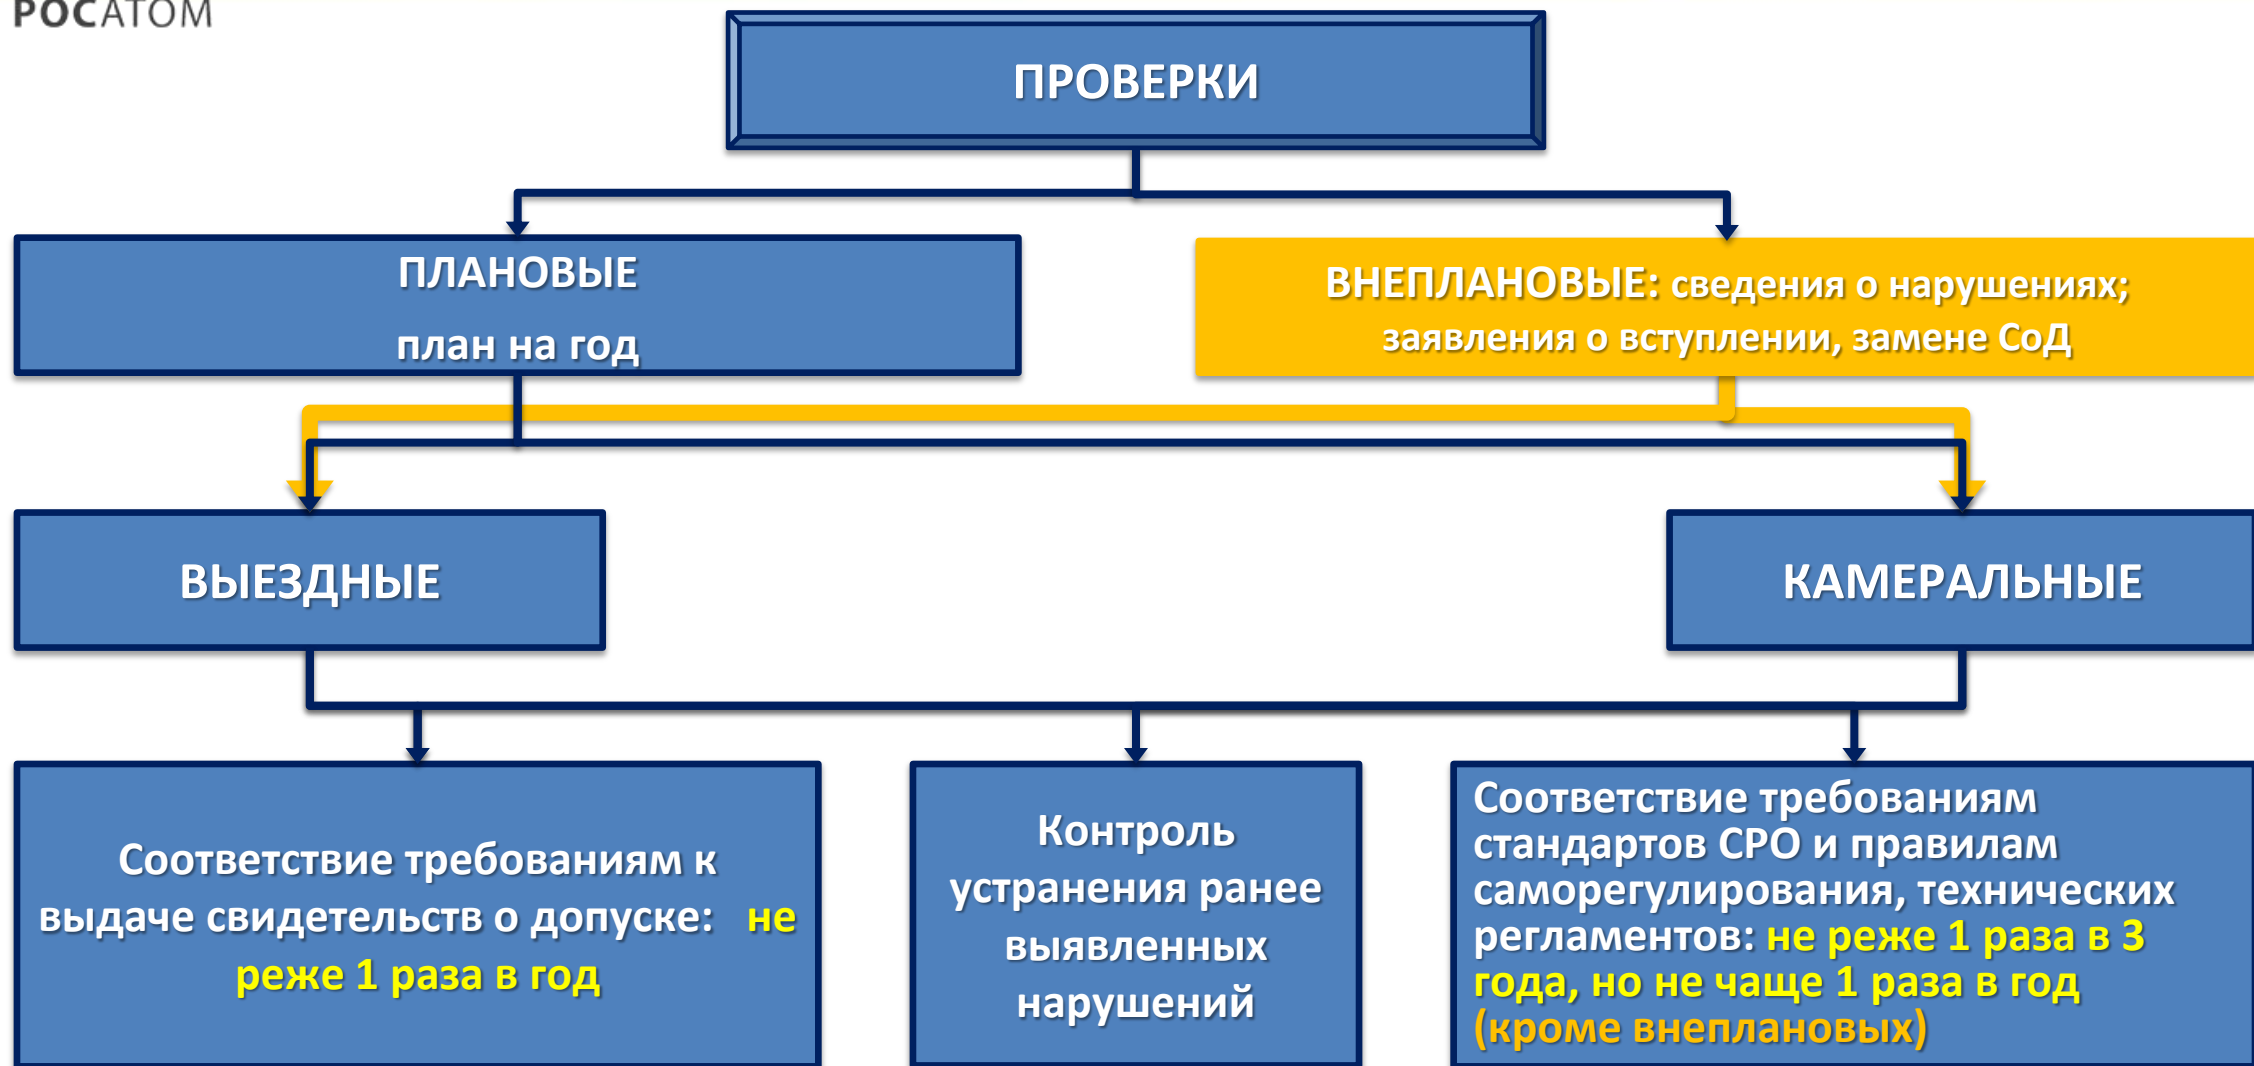 РОСАТОМ
ПРОВЕРКИ
ПЛАНОВЫЕ
план на год
ВНЕПЛАНОВЫЕ: сведения о нарушениях;
заявления о вступлении, замене СоД
ВЫЕЗДНЫЕ
КАМЕРАЛЬНЫЕ
Соответствие требованиям к
выдаче свидетельств о допуске: не
реже 1 раза в год
Контроль
устранения ранее
выявленных
нарушений
Соответствие требованиям
стандартов СРО и правилам
саморегулирования, технических
регламентов: не реже 1 раза в 3
года, но не чаще 1 раза в год
(кроме внеплановых)